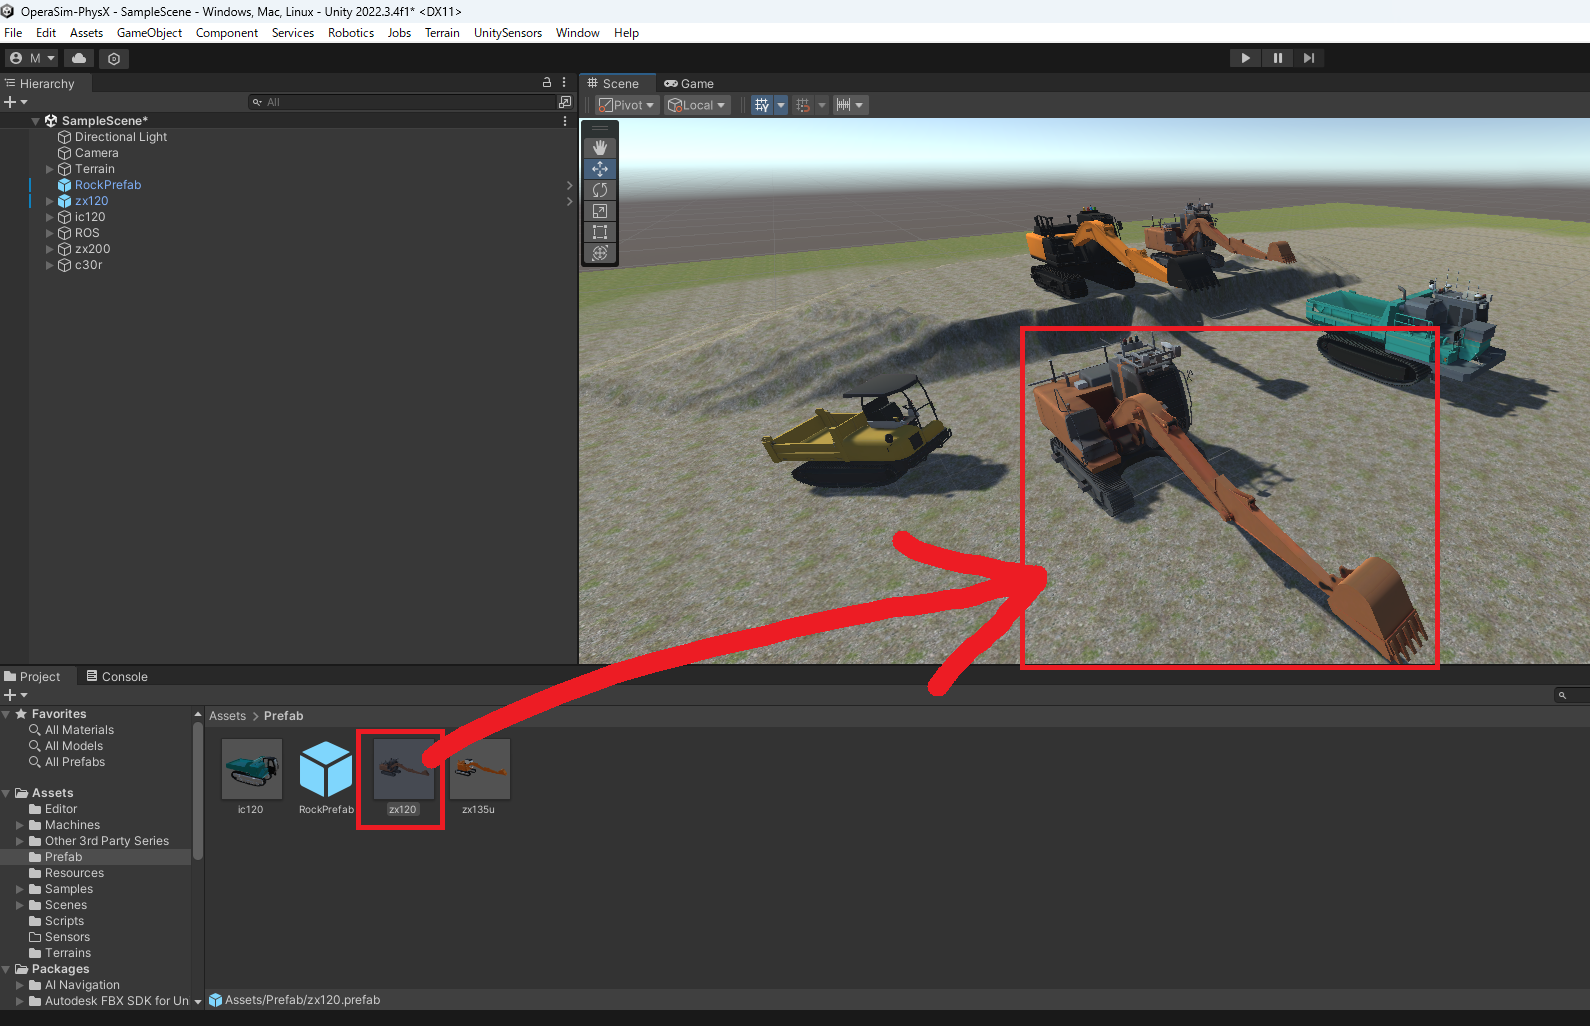 OperaSim-PhysX - SampleScene - Windows, Mac, Linux - Unity 2022.3.4f1* <DX11>
File Edit Assets GameObject Component Services Robotics Jobs Terrain UnitySensors Window Help
M
Hierarchy
All
SampleScene*
Directional Light
Camera
Terrain
RockPrefab
zx120
ic120
ROS
zx200
c30r
Scene Game
Pivot Local
Project Console
Favorites
All Materials
All Models
All Prefabs
Assets
Editor
Machines
Other 3rd Party Series
Prefab
Resources
Samples
Scenes
Scripts
Sensors
Terrains
Packages
AI Navigation
Autodesk FBX SDK for Un
Assets > Prefab
ic120 RockPrefab zx120 zx135u
Assets/Prefab/zx120.prefab